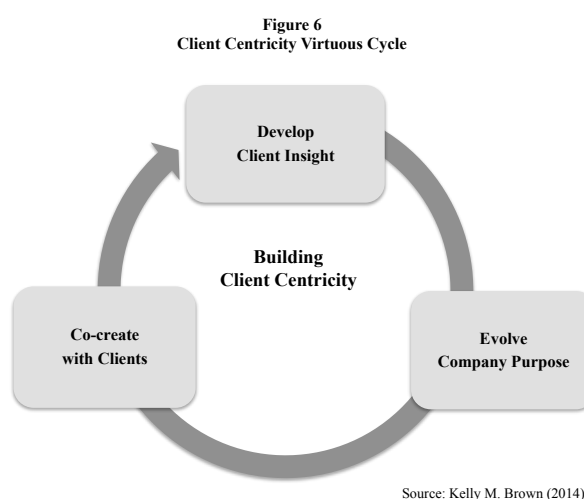 Figure 6
Client Centricity Virtuous Cycle
Develop
Client Insight
Building
Client Centricity
Co-create
with Clients
Evolve
Company Purpose
Source: Kelly M. Brown (2014)